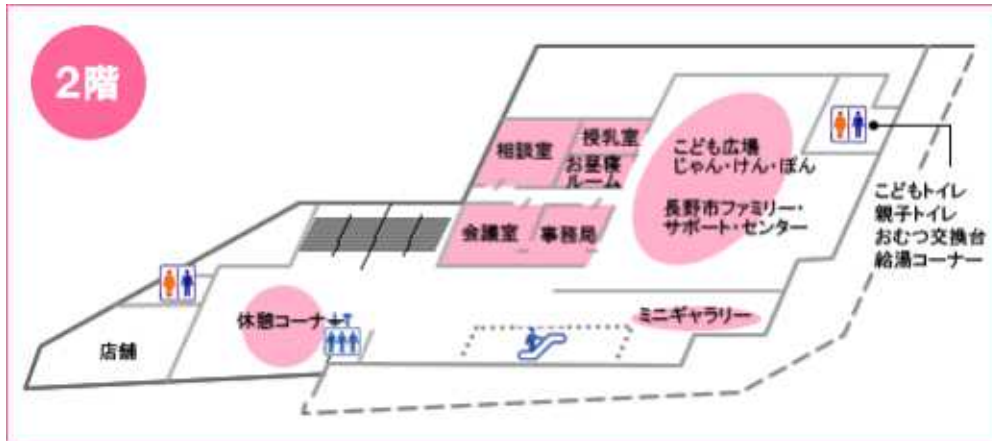 2階
相談室
授乳室
お昼寝
ルーム
こども広場
じゃん・けん・ぽん
長野市ファミリー・
サポート・センター
会議室
事務局
こどもトイレ
親子トイレ
おむつ交換台
給湯コーナー
休憩コーナー
ミニギャラリー
店舗